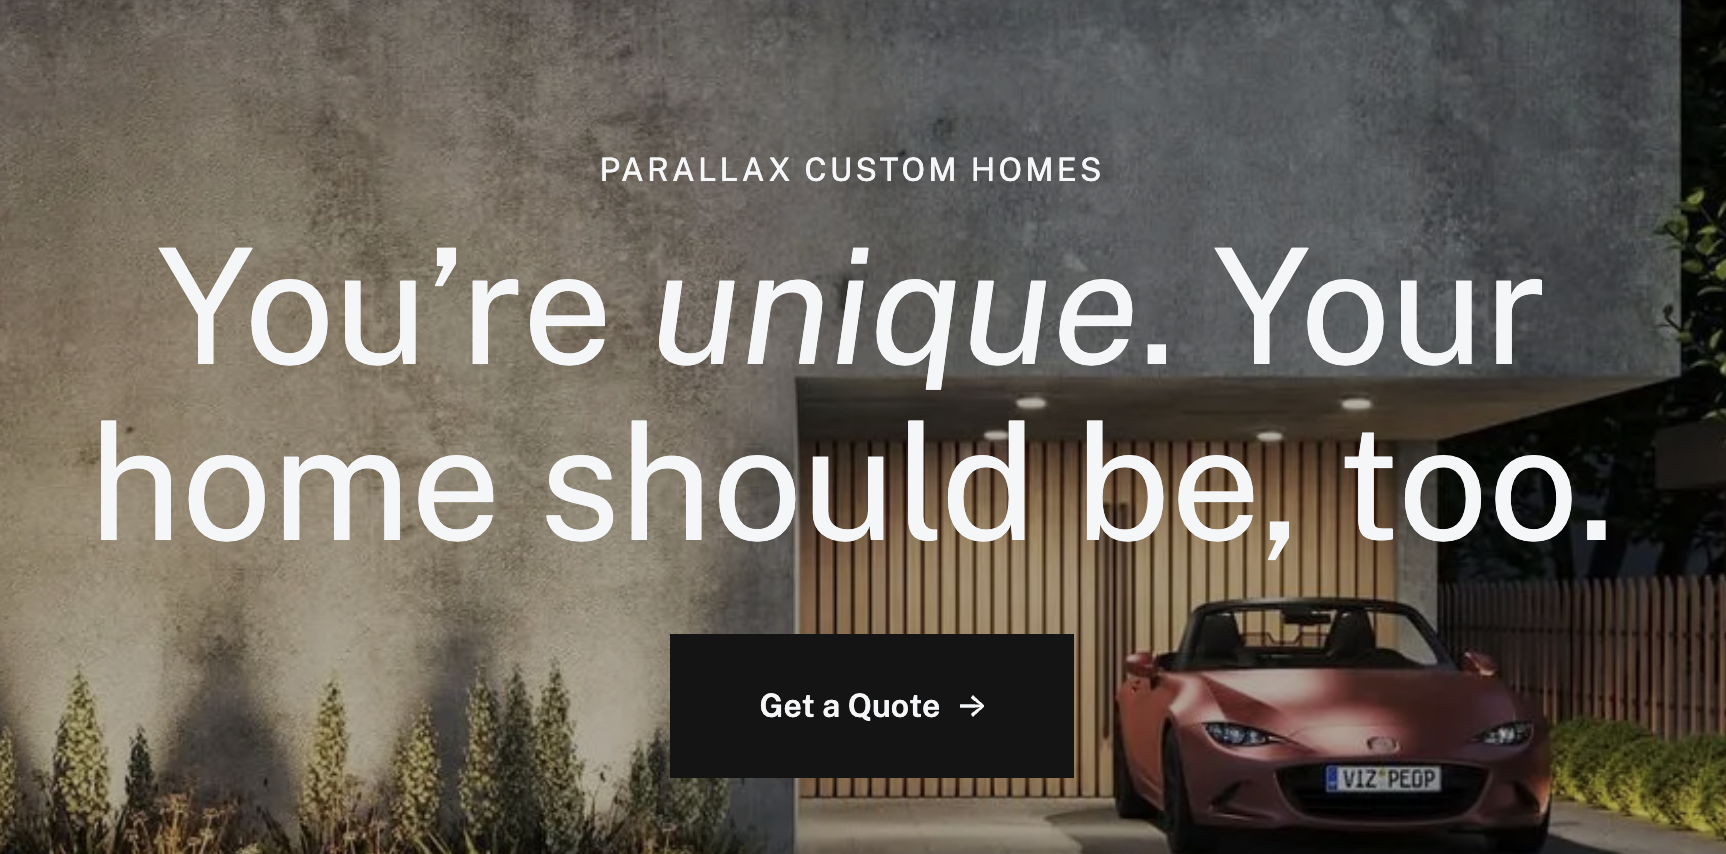 PARALLAX CUSTOM HOMES
You’re unique. Your
home should be, too.
Get a Quote →
VIZ PEOP